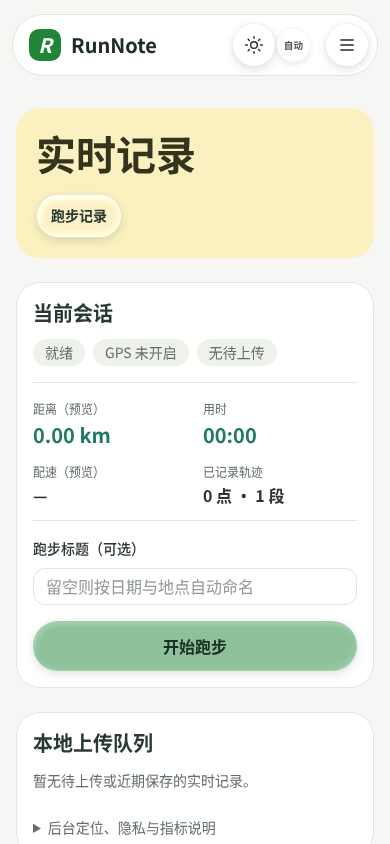 R RunNote 自动
实时记录
跑步记录
当前会话
就绪 GPS 未开启 无待上传
距离（预览） 用时
0.00 km 00:00
配速（预览） 已记录轨迹
— 0 点 • 1 段
跑步标题（可选）
留空则按日期与地点自动命名
开始跑步
本地上传队列
暂无待上传或近期保存的实时记录。
后台定位、隐私与指标说明